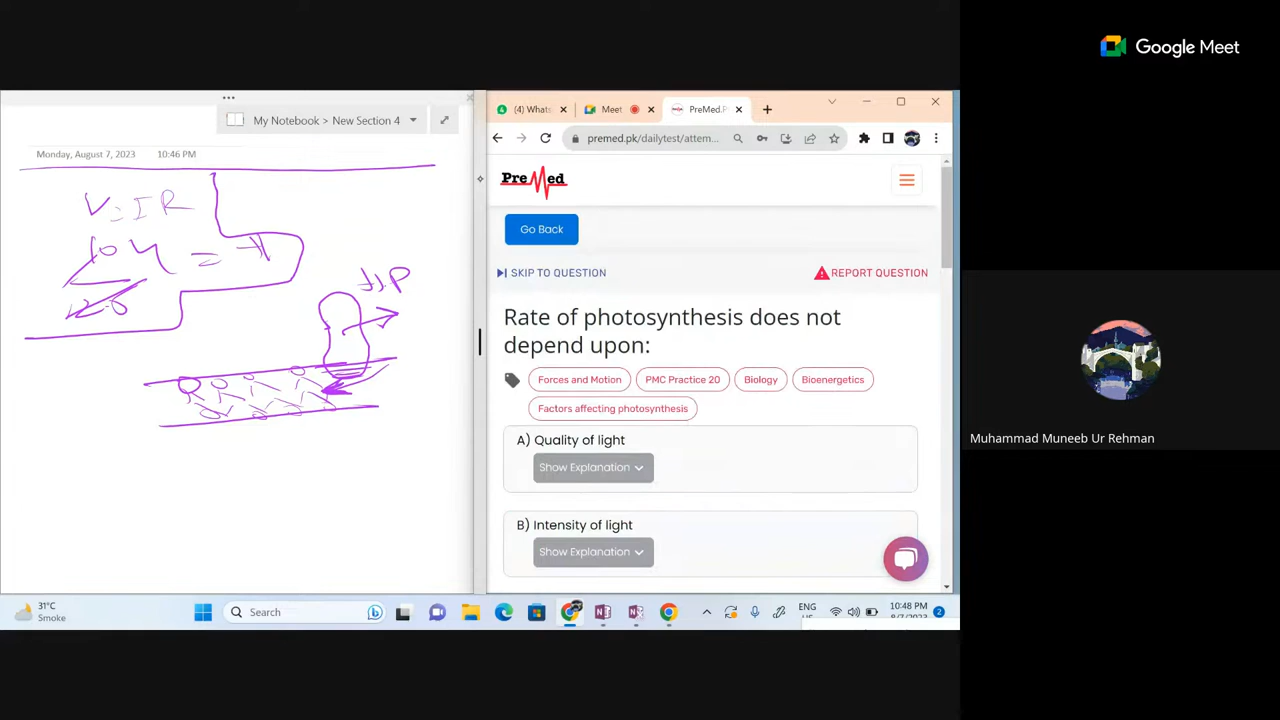 Google Meet
My Notebook > New Section 4
(4) Whats
Meet
PreMed.P
Monday, August 7, 2023 10:46 PM
premed.pk/dailytest/attem...
V=IR
H.P
PreMed
Go Back
SKIP TO QUESTION
REPORT QUESTION
Rate of photosynthesis does not
depend upon:
Forces and Motion
PMC Practice 20
Biology
Bioenergetics
Factors affecting photosynthesis
A) Quality of light
Show Explanation
B) Intensity of light
Show Explanation
Muhammad Muneeb Ur Rehman
31°C
Smoke
Search
ENG
10:48 PM
2